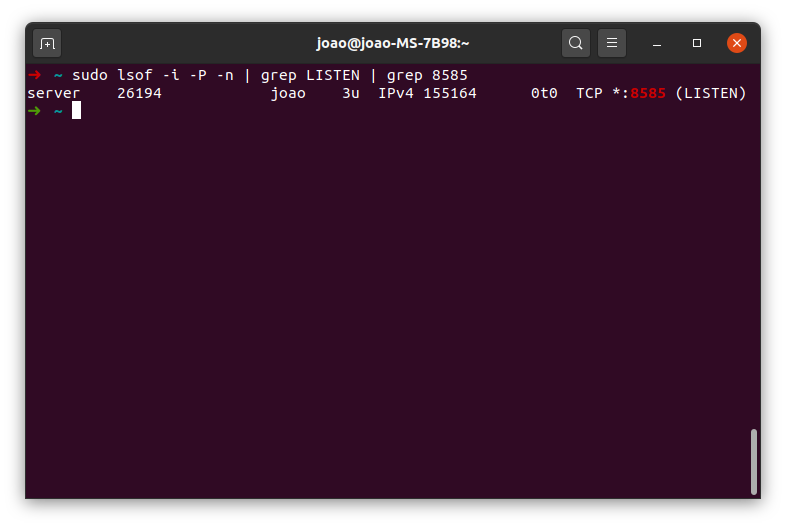 joao@joao-MS-7B98:~
➜ ~ sudo lsof -i -P -n | grep LISTEN | grep 8585
server 26194 joao 3u IPv4 155164 0t0 TCP *:8585 (LISTEN)
➜ ~